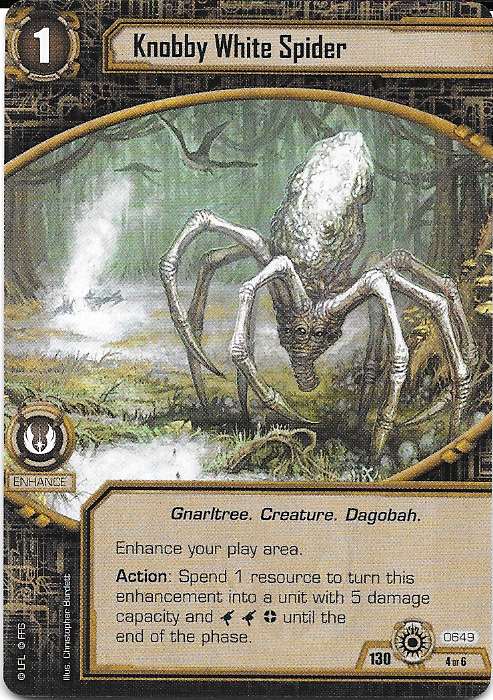 1
Knobby White Spider
ENHANCE
Gnarltree. Creature. Dagobah.
Enhance your play area.
Action: Spend 1 resource to turn this
enhancement into a unit with 5 damage
capacity and until the
end of the phase.
©LFL ©FFG
Illus. Christopher Burdett
0649
130
4 OF 6